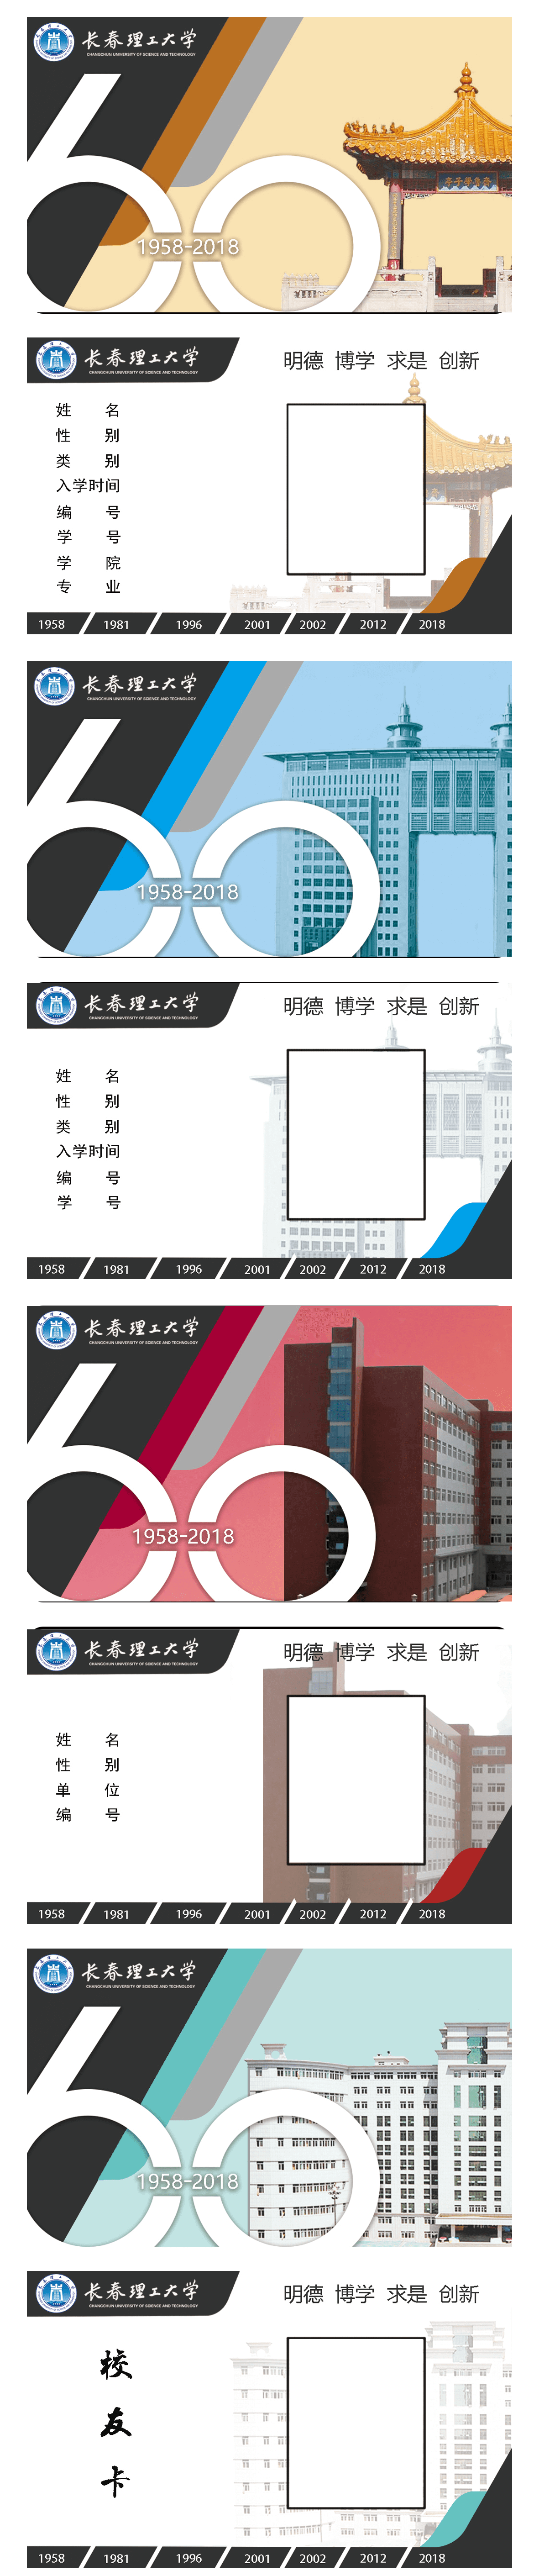 长春理工大学
CHANGCHUN UNIVERSITY OF SCIENCE AND TECHNOLOGY
60
1958-2018
长春理工大学
CHANGCHUN UNIVERSITY OF SCIENCE AND TECHNOLOGY
明德 博学 求是 创新
姓 名
性 别
类 别
入学时间
编 号
学 号
学 院
专 业
1958 1981 1996 2001 2002 2012 2018
长春理工大学
CHANGCHUN UNIVERSITY OF SCIENCE AND TECHNOLOGY
60
1958-2018
长春理工大学
CHANGCHUN UNIVERSITY OF SCIENCE AND TECHNOLOGY
明德 博学 求是 创新
姓 名
性 别
类 别
入学时间
编 号
学 号
1958 1981 1996 2001 2002 2012 2018
长春理工大学
CHANGCHUN UNIVERSITY OF SCIENCE AND TECHNOLOGY
60
1958-2018
长春理工大学
CHANGCHUN UNIVERSITY OF SCIENCE AND TECHNOLOGY
明德 博学 求是 创新
姓 名
性 别
单 位
编 号
1958 1981 1996 2001 2002 2012 2018
长春理工大学
CHANGCHUN UNIVERSITY OF SCIENCE AND TECHNOLOGY
60
1958-2018
长春理工大学
CHANGCHUN UNIVERSITY OF SCIENCE AND TECHNOLOGY
明德 博学 求是 创新
校
友
卡
1958 1981 1996 2001 2002 2012 2018